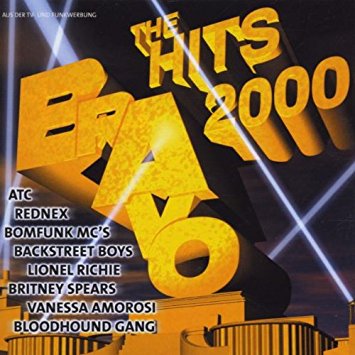 AUS DER TV- UND FUNKWERBUNG
THE
HITS
BRAVO
2000
ATC
REDNEX
BOMFUNK MC'S
BACKSTREET BOYS
LIONEL RICHIE
BRITNEY SPEARS
VANESSA AMOROSI
BLOODHOUND GANG